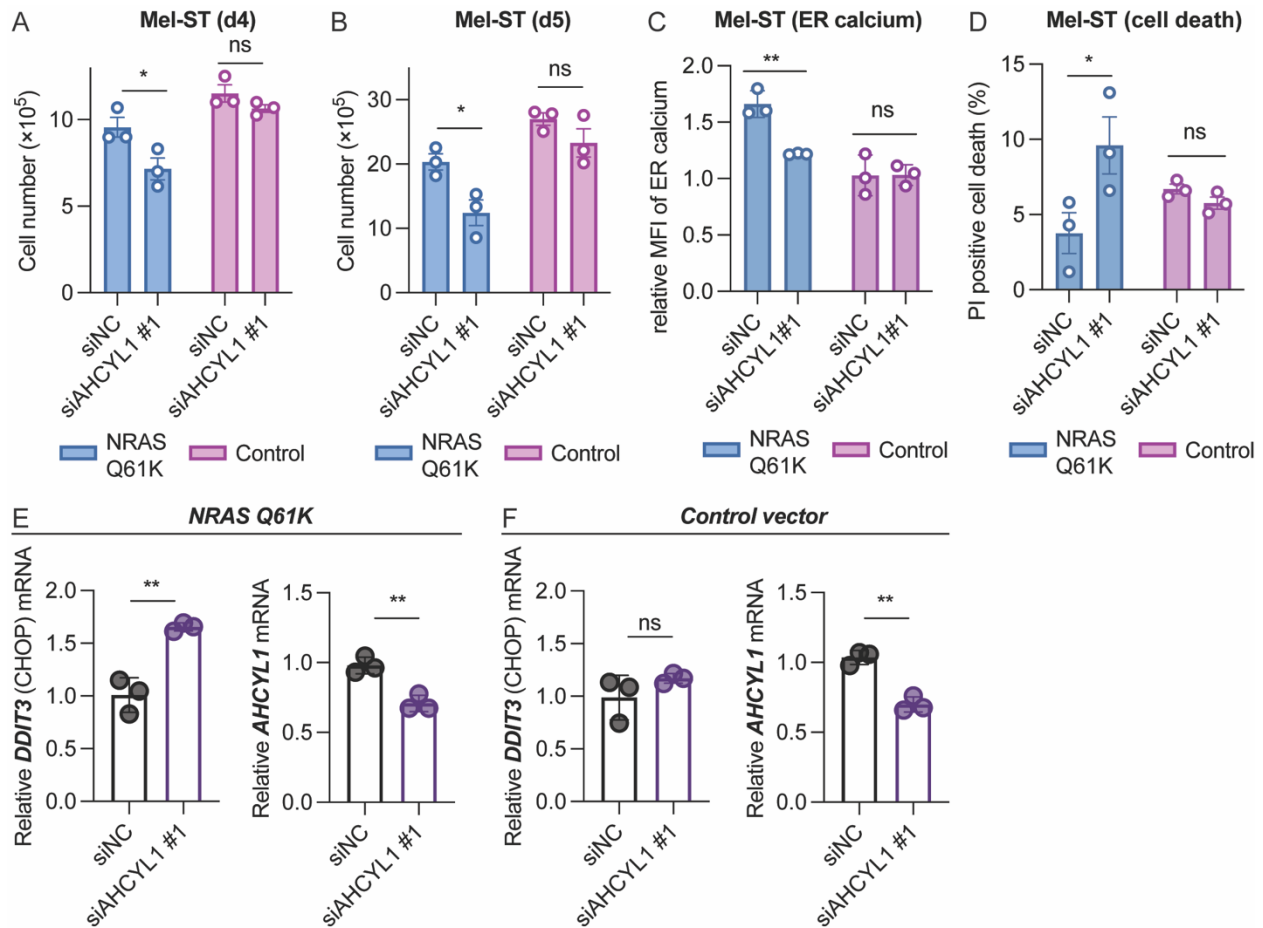 A
Mel-ST (d4)
Cell number (×10⁵)
10
5
0
*
ns
siNC
siAHCYL1 #1
siNC
siAHCYL1 #1
NRAS
Q61K
Control
B
Mel-ST (d5)
Cell number (×10⁵)
30
20
10
0
*
ns
siNC
siAHCYL1 #1
siNC
siAHCYL1 #1
NRAS
Q61K
Control
C
Mel-ST (ER calcium)
relative MFI of ER calcium
2.0
1.5
1.0
0.5
0.0
**
ns
siNC
siAHCYL1#1
siNC
siAHCYL1#1
NRAS
Q61K
Control
D
Mel-ST (cell death)
PI positive cell death (%)
15
10
5
0
*
ns
siNC
siAHCYL1 #1
siNC
siAHCYL1 #1
NRAS
Q61K
Control
E
NRAS Q61K
Relative DDIT3 (CHOP) mRNA
2.0
1.5
1.0
0.5
0.0
**
siNC
siAHCYL1 #1
Relative AHCYL1 mRNA
1.5
1.0
0.5
0.0
**
siNC
siAHCYL1 #1
F
Control vector
Relative DDIT3 (CHOP) mRNA
2.0
1.5
1.0
0.5
0.0
ns
siNC
siAHCYL1 #1
Relative AHCYL1 mRNA
1.5
1.0
0.5
0.0
**
siNC
siAHCYL1 #1